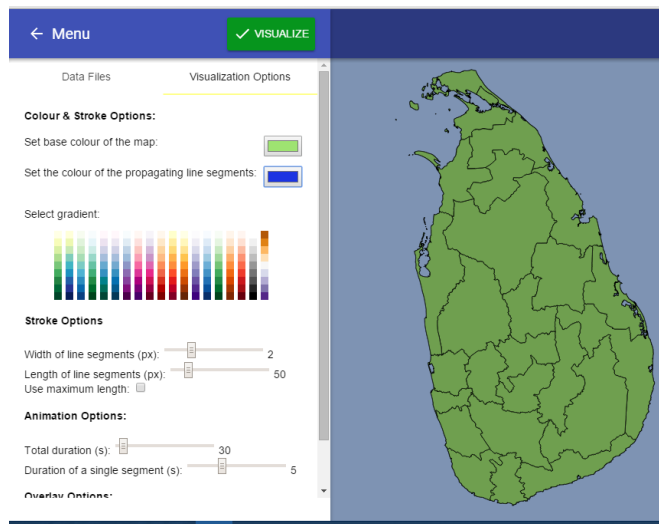 ← Menu
✓ VISUALIZE
Data Files
Visualization Options
Colour & Stroke Options:
Set base colour of the map:
Set the colour of the propagating line segments:
Select gradient:
Stroke Options
Width of line segments (px): 2
Length of line segments (px): 50
Use maximum length:
Animation Options:
Total duration (s): 30
Duration of a single segment (s): 5
Overlay Options: